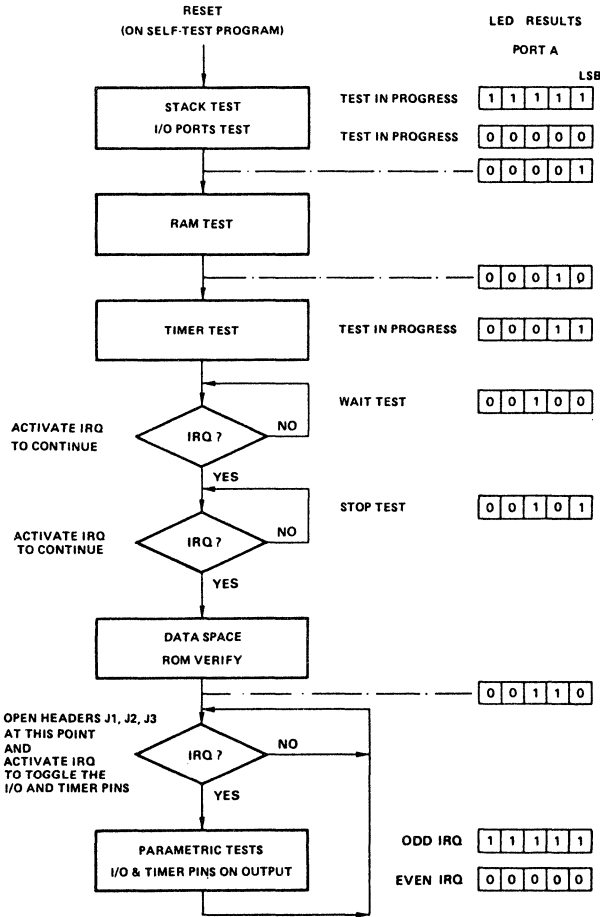 RESET
(ON SELF-TEST PROGRAM)
LED RESULTS
PORT A
LSB
STACK TEST
I/O PORTS TEST
TEST IN PROGRESS
1 1 1 1 1
TEST IN PROGRESS
0 0 0 0 0
0 0 0 0 1
RAM TEST
0 0 0 1 0
TIMER TEST
TEST IN PROGRESS
0 0 0 1 1
WAIT TEST
0 0 1 0 0
ACTIVATE IRQ
TO CONTINUE
IRQ ?
NO
YES
STOP TEST
0 0 1 0 1
ACTIVATE IRQ
TO CONTINUE
IRQ ?
NO
YES
DATA SPACE
ROM VERIFY
0 0 1 1 0
OPEN HEADERS J1, J2, J3
AT THIS POINT
AND
ACTIVATE IRQ
TO TOGGLE THE
I/O AND TIMER PINS
IRQ ?
NO
YES
PARAMETRIC TESTS
I/O & TIMER PINS ON OUTPUT
ODD IRQ
1 1 1 1 1
EVEN IRQ
0 0 0 0 0